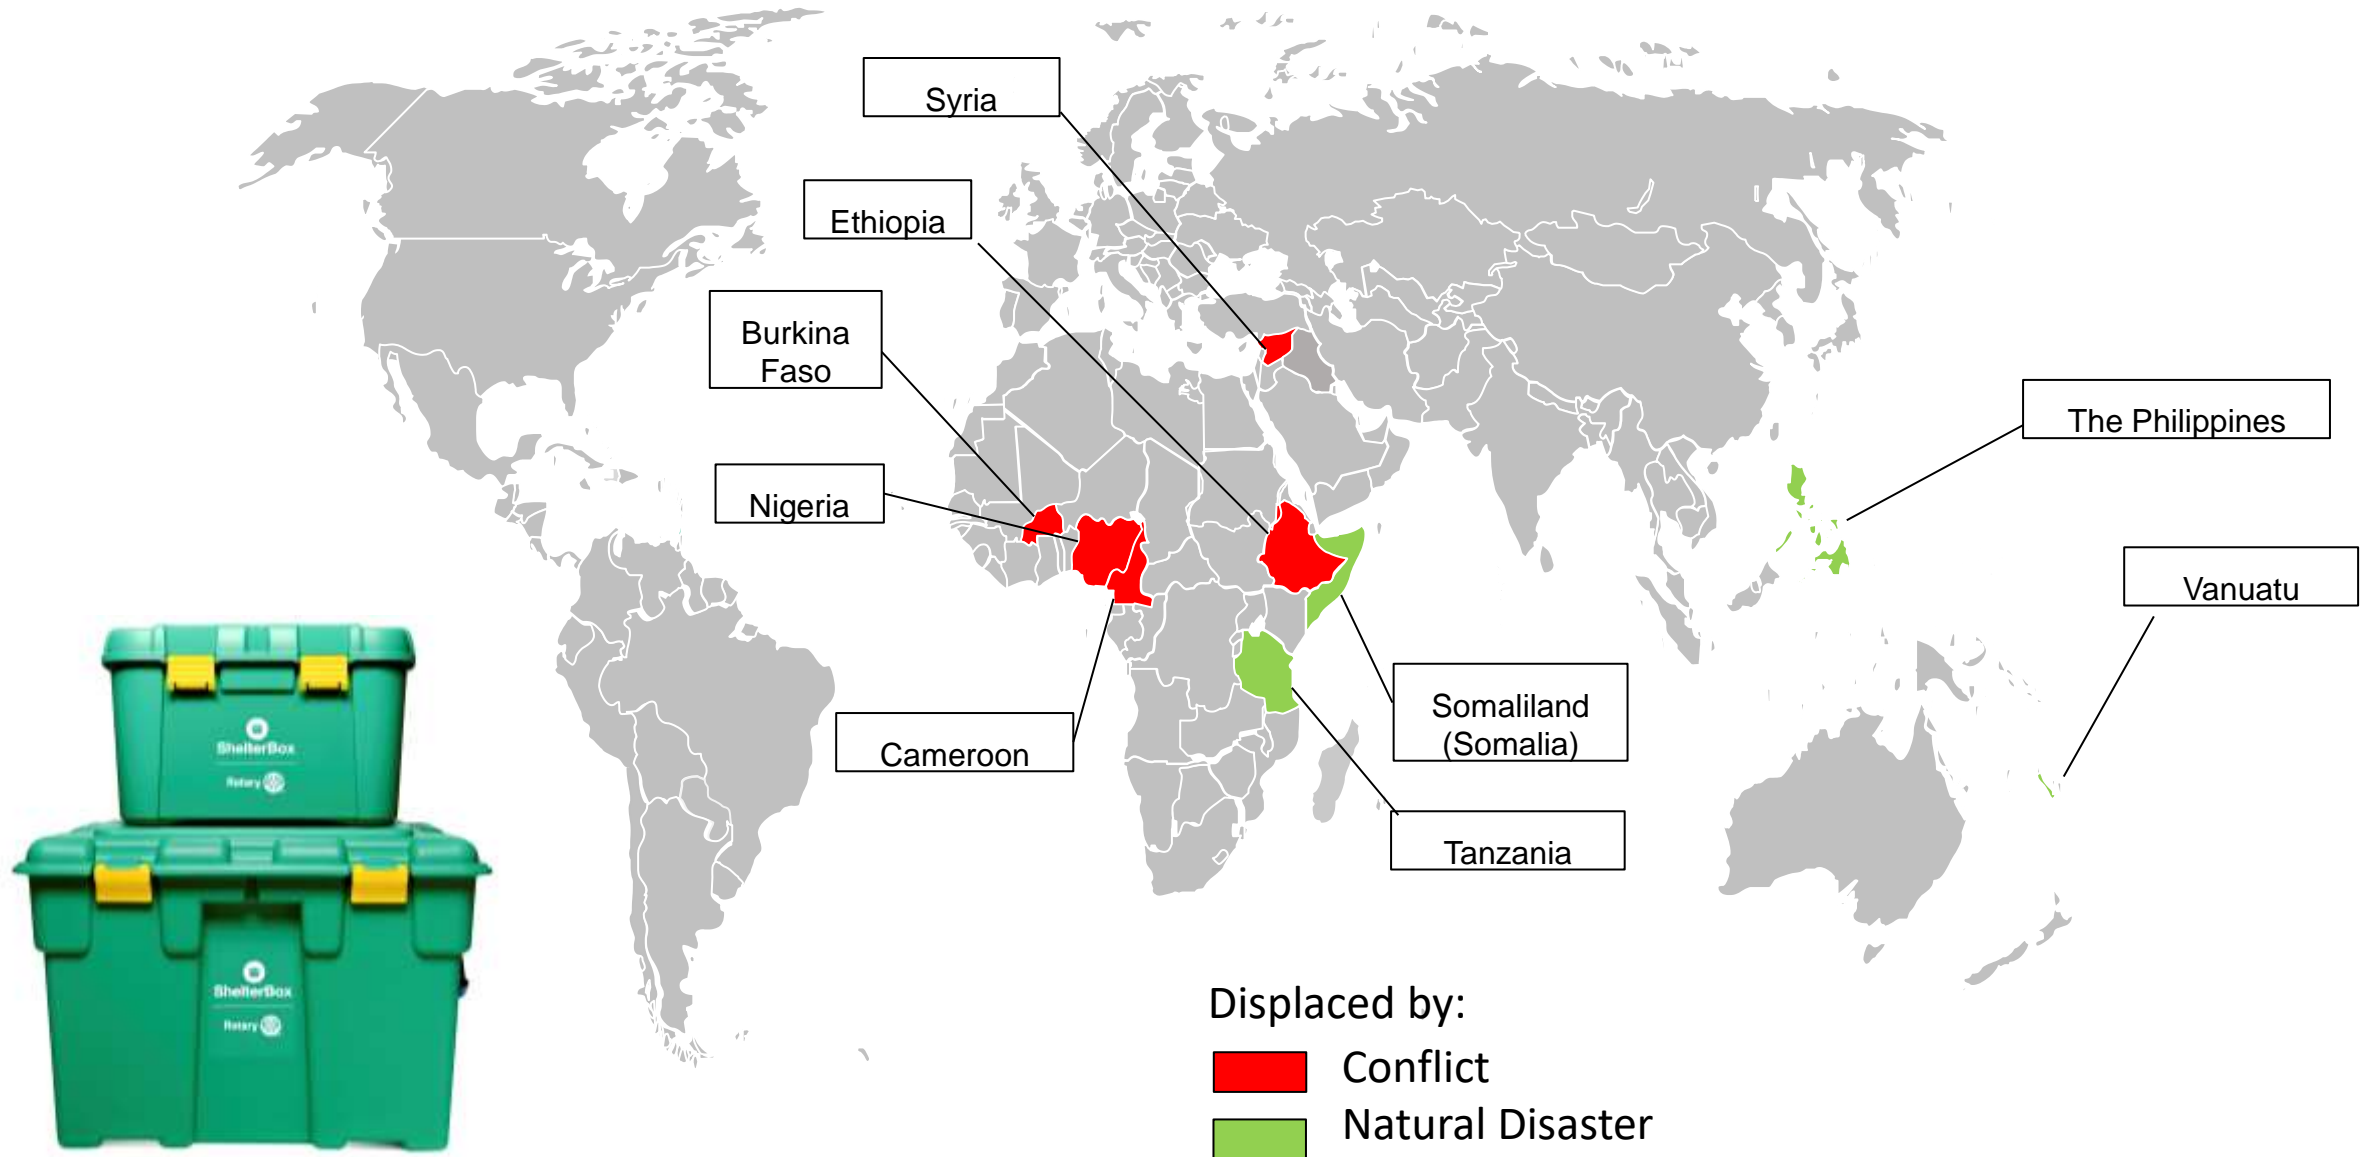 Syria
Ethiopia
Burkina
Faso
Nigeria
Cameroon
The Philippines
Vanuatu
Somaliland
(Somalia)
Tanzania
ShelterBox
Rotary
ShelterBox
Rotary
Displaced by:
Conflict
Natural Disaster